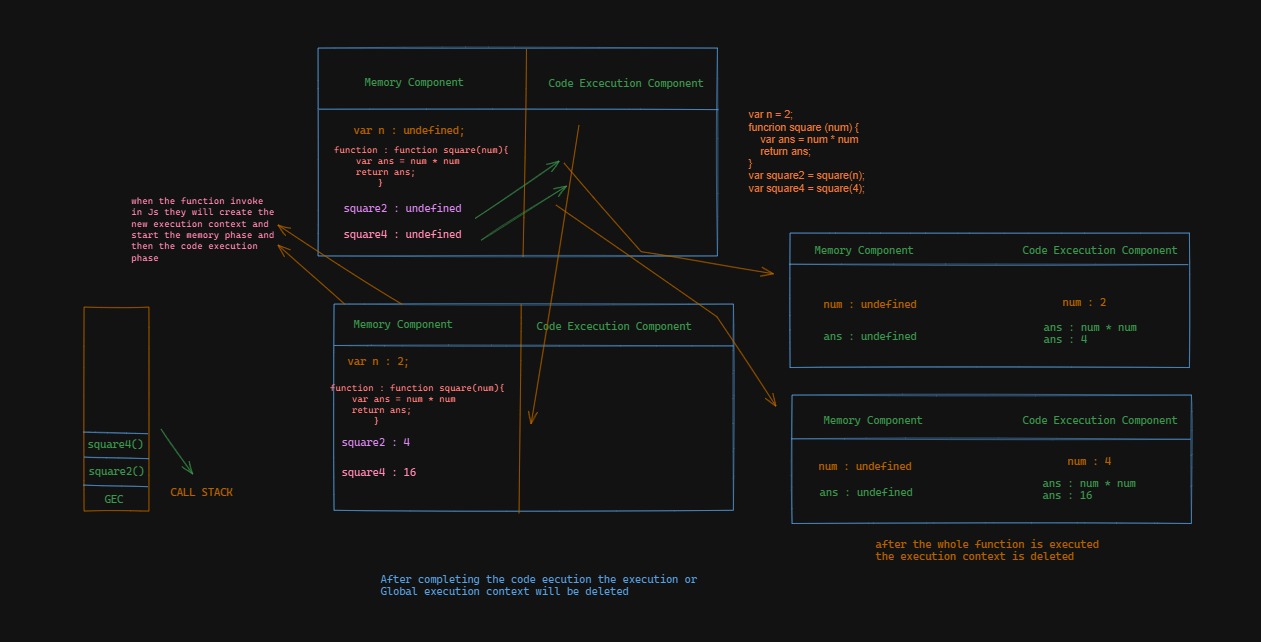 Memory Component
Code Excecution Component
var n : undefined;
function : function square(num){
var ans = num * num
return ans;
}
square2 : undefined
square4 : undefined
var n = 2;
funcrion square (num) {
var ans = num * num
return ans;
}
var square2 = square(n);
var square4 = square(4);
when the function invoke
in Js they will create the
new execution context and
start the memory phase and
then the code execution
phase
Memory Component
Code Excecution Component
num : undefined
num : 2
ans : undefined
ans : num * num
ans : 4
Memory Component
Code Excecution Component
var n : 2;
function : function square(num){
var ans = num * num
return ans;
}
square2 : 4
square4 : 16
Memory Component
Code Excecution Component
num : undefined
num : 4
ans : undefined
ans : num * num
ans : 16
square4()
square2()
GEC
CALL STACK
after the whole function is executed
the execution context is deleted
After completing the code eecution the execution or
Global execution context will be deleted